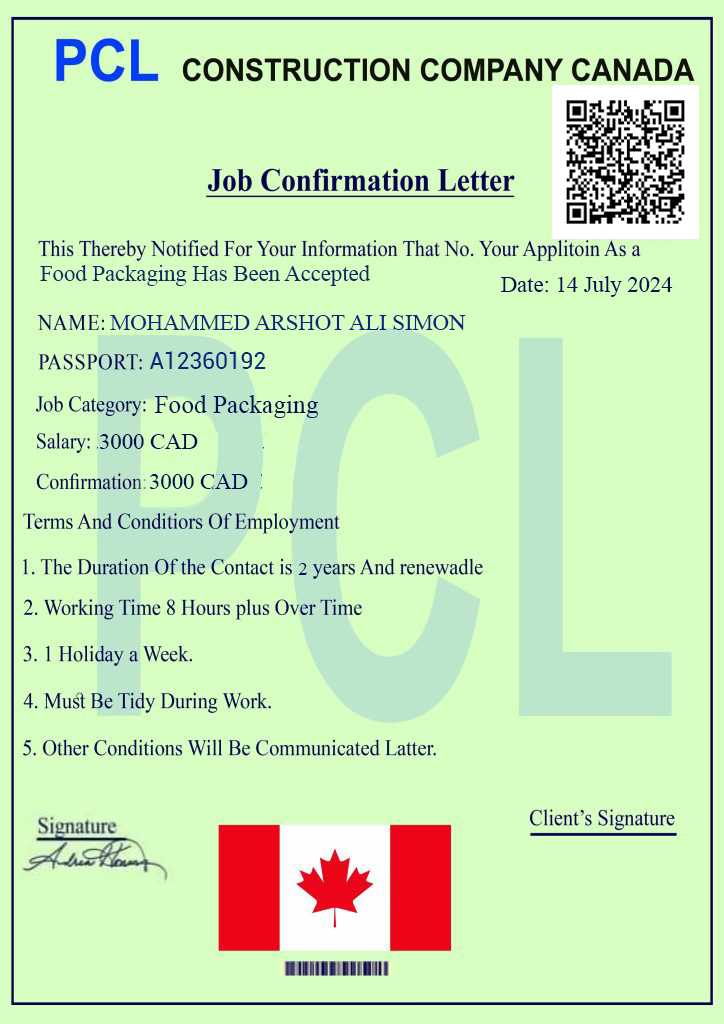 PCL CONSTRUCTION COMPANY CANADA
Job Confirmation Letter
This Thereby Notified For Your Information That No. Your Applitoin As a
Food Packaging Has Been Accepted
Date: 14 July 2024
NAME: MOHAMMED ARSHOT ALI SIMON
PASSPORT: A12360192
Job Category: Food Packaging
Salary: 3000 CAD
Confirmation: 3000 CAD
Terms And Conditiors Of Employment
1. The Duration Of the Contact is 2 years And renewadle
2. Working Time 8 Hours plus Over Time
3. 1 Holiday a Week.
4. Must Be Tidy During Work.
5. Other Conditions Will Be Communicated Latter.
PCL
Signature
Client's Signature